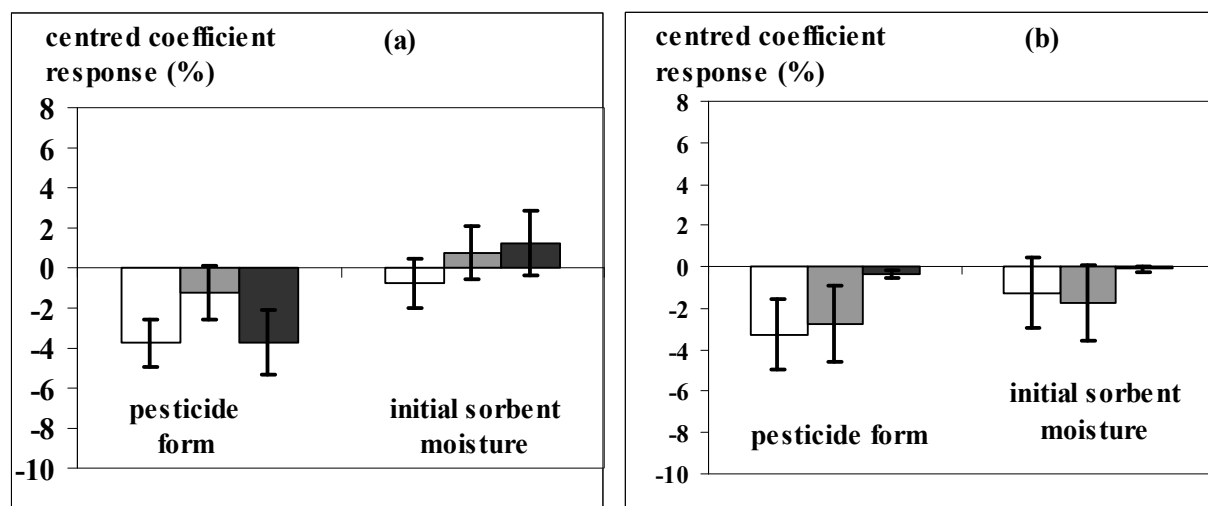 centred coefficient (a)
response (%)
8
6
4
2
0
-2
-4
-6
-8
-10
pesticide
form
initial sorbent
moisture
centred coefficient (b)
response (%)
8
6
4
2
0
-2
-4
-6
-8
-10
pesticide form
initial sorbent
moisture